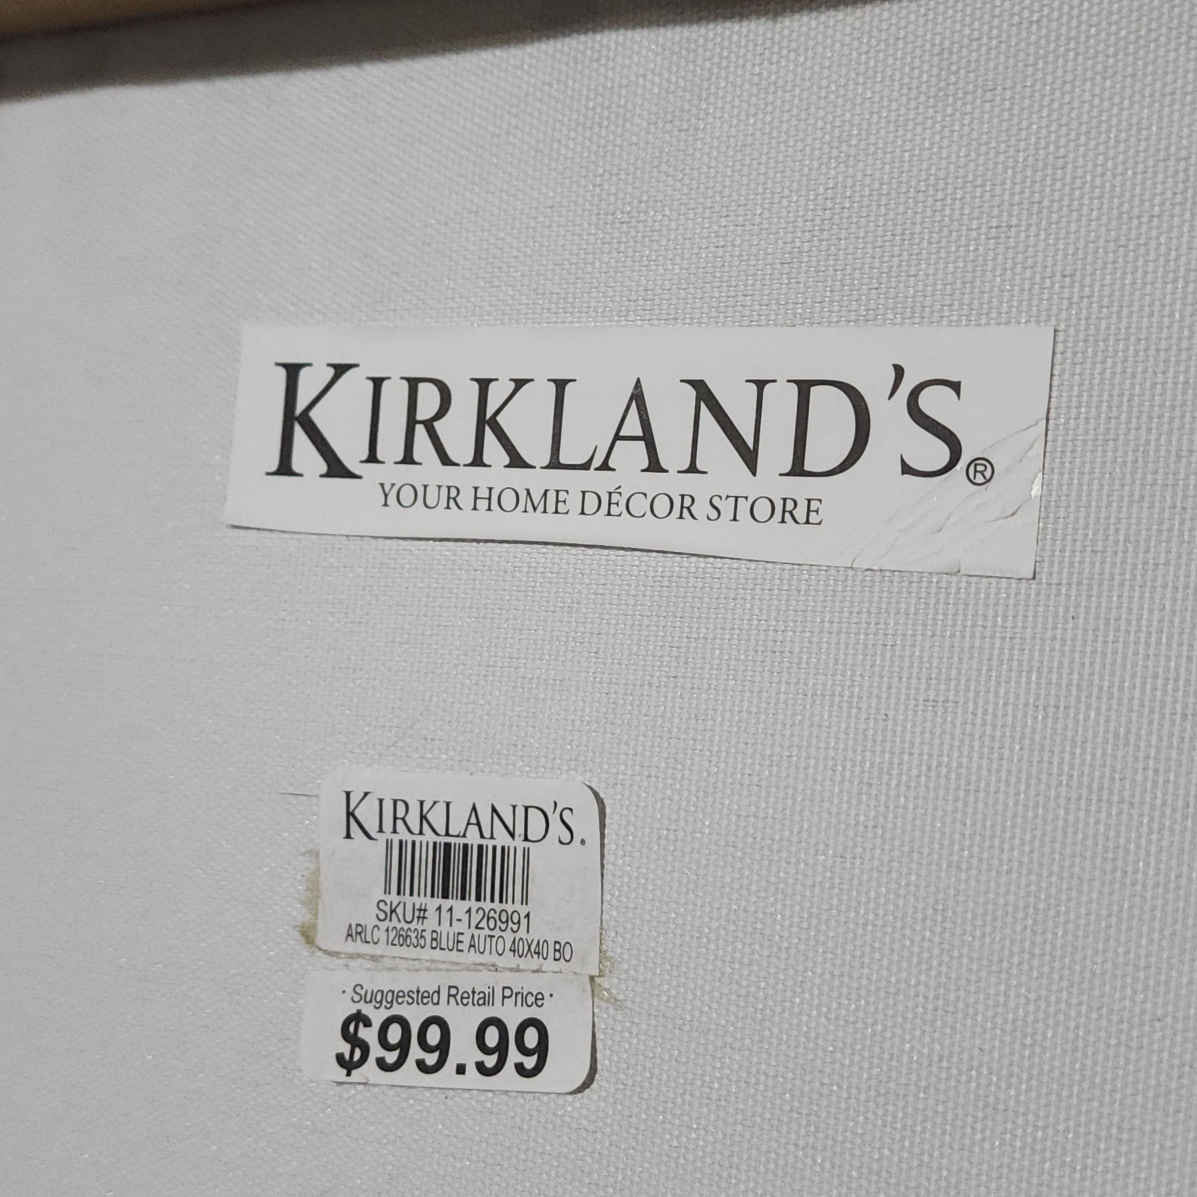 KIRKLAND'S®
YOUR HOME DÉCOR STORE
KIRKLAND'S®
SKU# 11-126991
ARLC 126635 BLUE AUTO 40X40 BO
· Suggested Retail Price ·
$99.99